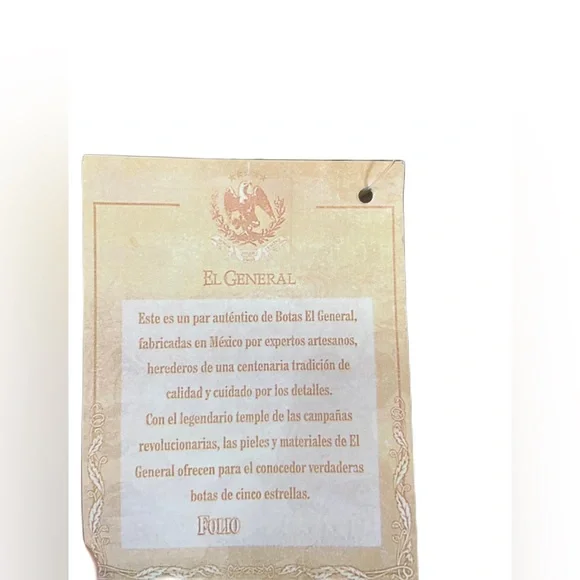 EL GENERAL
Este es un par auténtico de Botas El General,
fabricadas en México por expertos artesanos,
herederos de una centenaria tradición de
calidad y cuidado por los detalles.
Con el legendario temple de las campañas
revolucionarias, las pieles y materiales de El
General ofrecen para el conocedor verdaderas
botas de cinco estrellas.
FOLIO